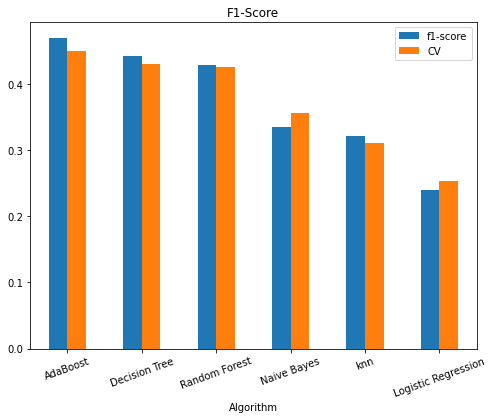 F1-Score
f1-score
CV
0.4
0.3
0.2
0.1
0.0
AdaBoost
Decision Tree
Random Forest
Naive Bayes
knn
Logistic Regression
Algorithm